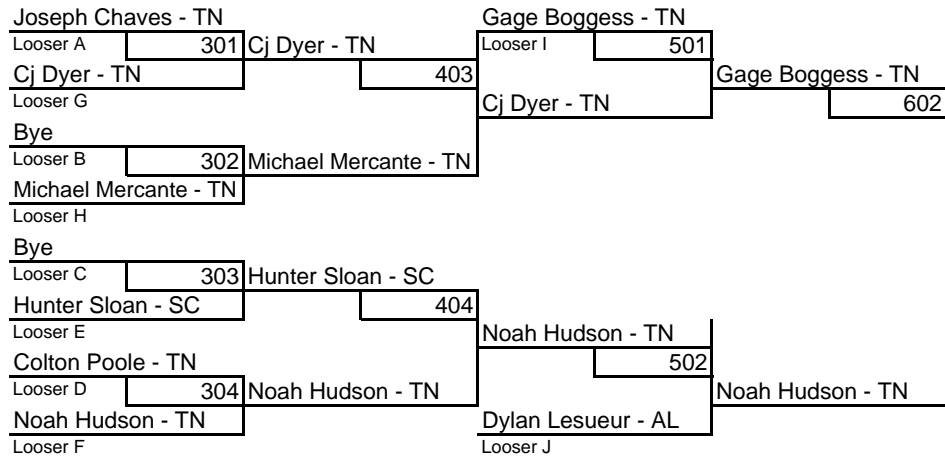 Joseph Chaves - TN Gage Boggess - TN
Looser A 301 Cj Dyer - TN Looser I 501
Cj Dyer - TN 403 Gage Boggess - TN
Looser G Cj Dyer - TN 602
Bye
Looser B 302 Michael Mercante - TN
Michael Mercante - TN
Looser H
Bye
Looser C 303 Hunter Sloan - SC
Hunter Sloan - SC 404
Looser E Noah Hudson - TN
Colton Poole - TN 502
Looser D 304 Noah Hudson - TN Noah Hudson - TN
Noah Hudson - TN Dylan Lesueur - AL
Looser F Looser J